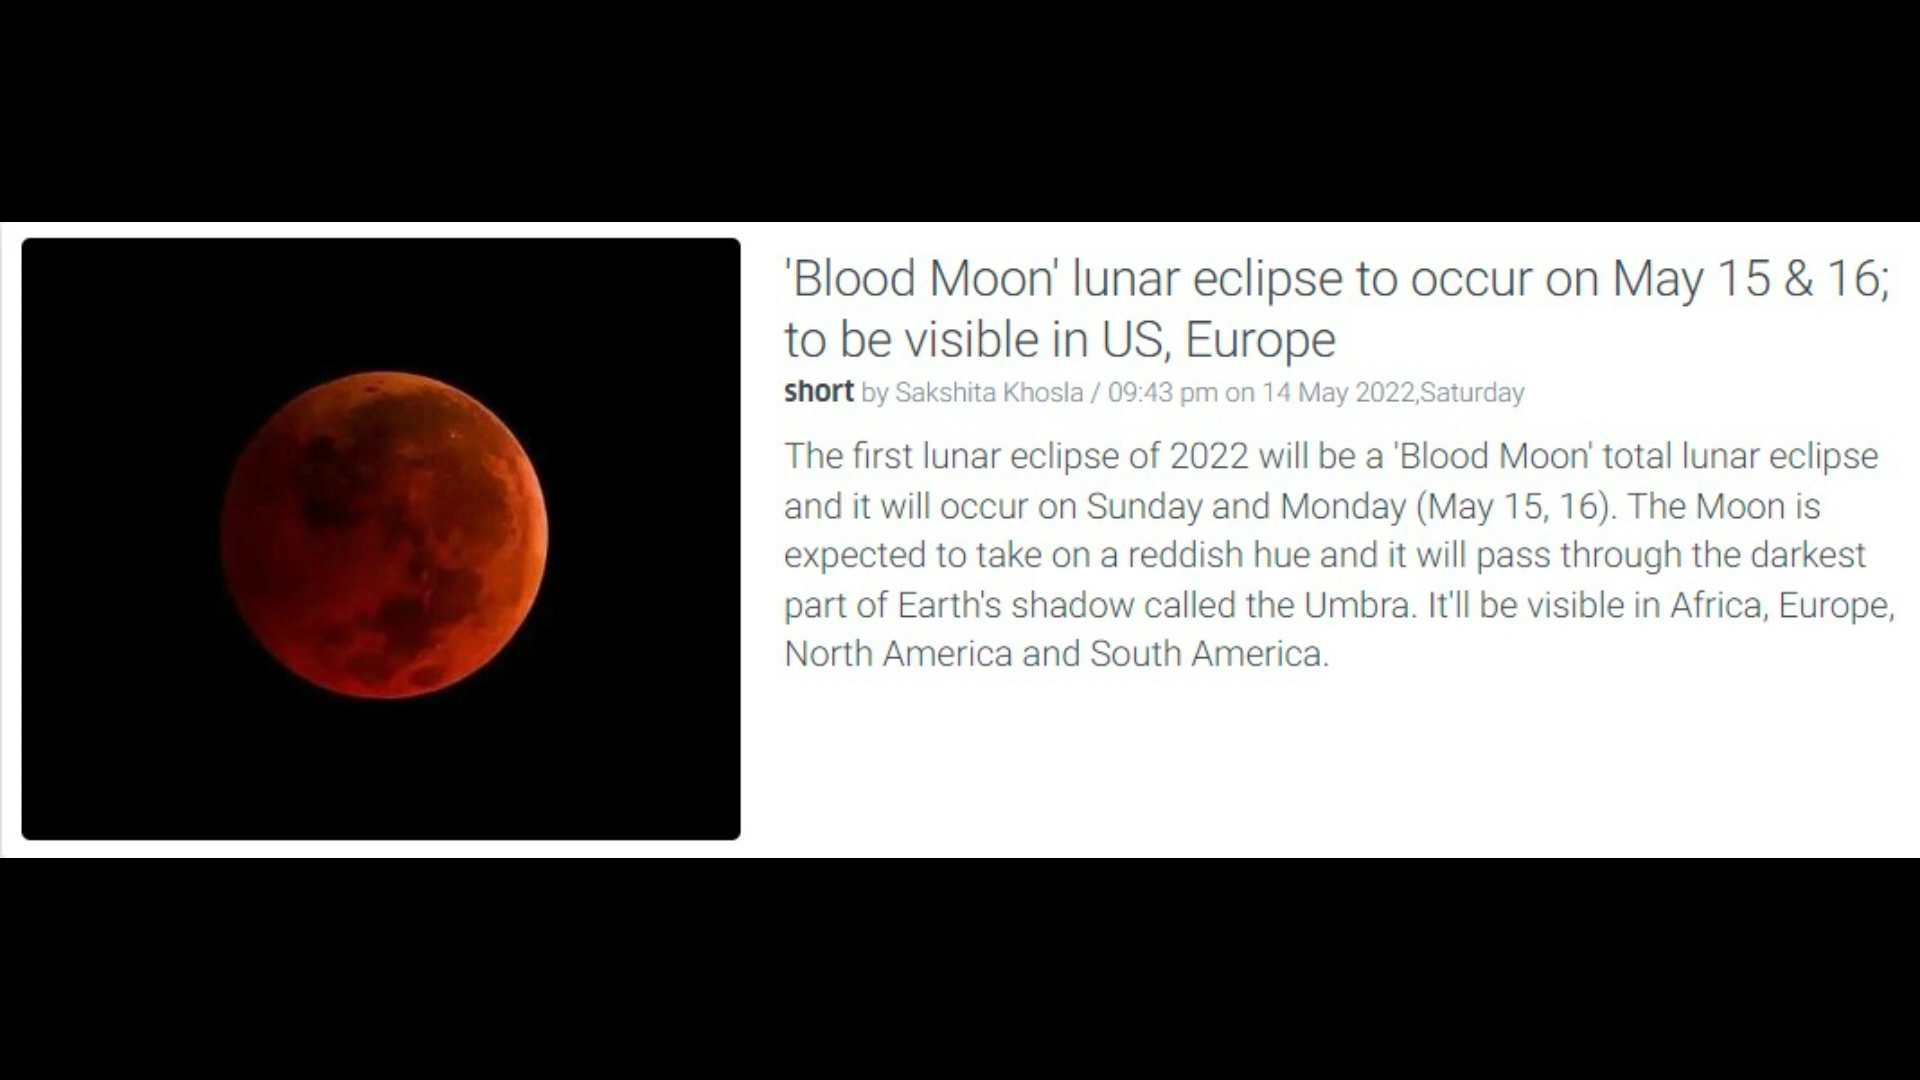 'Blood Moon' lunar eclipse to occur on May 15 & 16;
to be visible in US, Europe
short by Sakshita Khosla / 09:43 pm on 14 May 2022,Saturday
The first lunar eclipse of 2022 will be a 'Blood Moon' total lunar eclipse
and it will occur on Sunday and Monday (May 15, 16). The Moon is
expected to take on a reddish hue and it will pass through the darkest
part of Earth's shadow called the Umbra. It'll be visible in Africa, Europe,
North America and South America.